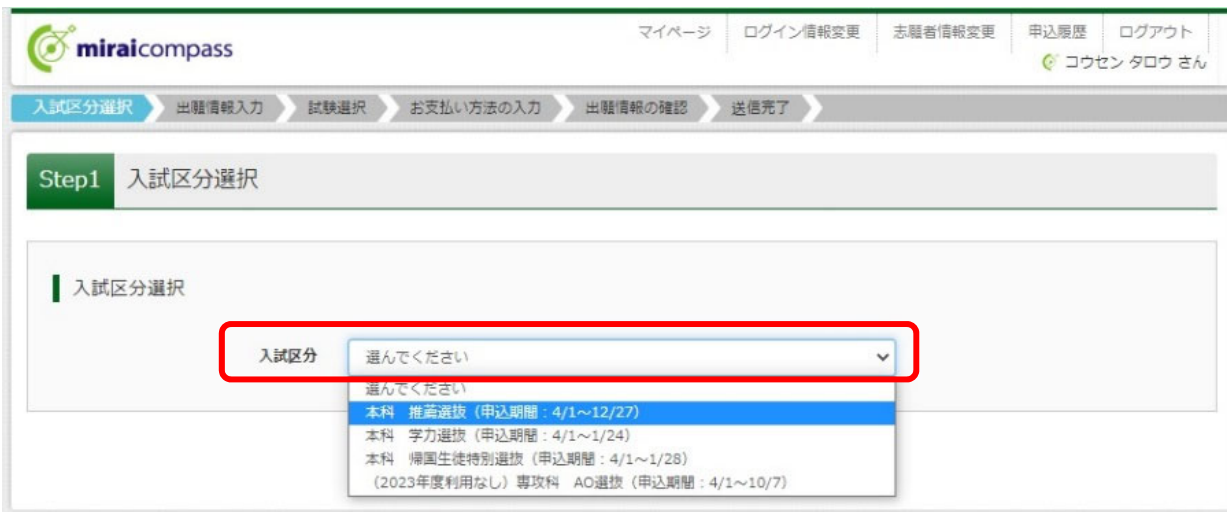 miraicompass
マイページ ログイン情報変更 志願者情報変更 申込履歴 ログアウト
コウセン タロウ さん
入試区分選択 出願情報入力 試験選択 お支払い方法の入力 出願情報の確認 送信完了
Step1 入試区分選択
入試区分選択
入試区分 選んでください
選んでください
本科 推薦選抜（申込期間：4/1～12/27）
本科 学力選抜（申込期間：4/1～1/24）
本科 帰国生徒特別選抜（申込期間：4/1～1/28）
（2023年度利用なし）専攻科 AO選抜（申込期間：4/1～10/7）